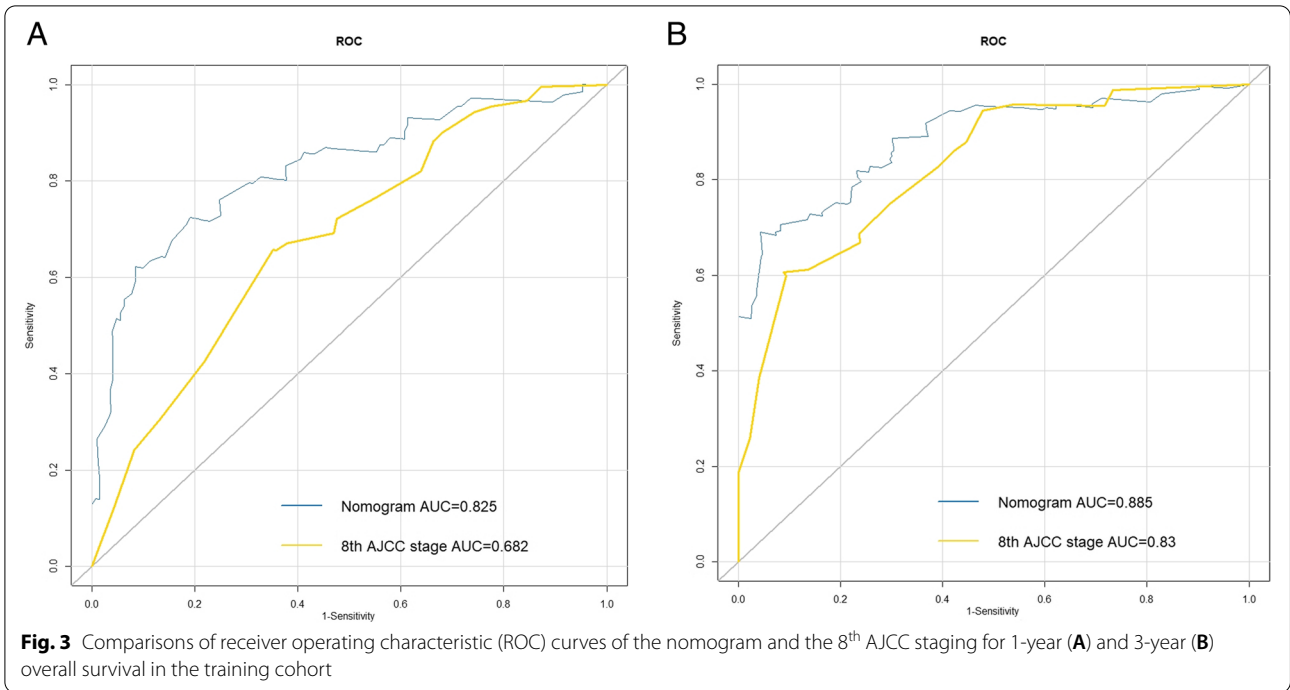 A
ROC
Sensitivity
1.0
0.8
0.6
0.4
0.2
0.0
Nomogram AUC=0.825
8th AJCC stage AUC=0.682
0.0 0.2 0.4 0.6 0.8 1.0
1-Sensitivity
B
ROC
Sensitivity
1.0
0.8
0.6
0.4
0.2
0.0
Nomogram AUC=0.885
8th AJCC stage AUC=0.83
0.0 0.2 0.4 0.6 0.8 1.0
1-Sensitivity
Fig. 3 Comparisons of receiver operating characteristic (ROC) curves of the nomogram and the 8th AJCC staging for 1-year (A) and 3-year (B)
overall survival in the training cohort